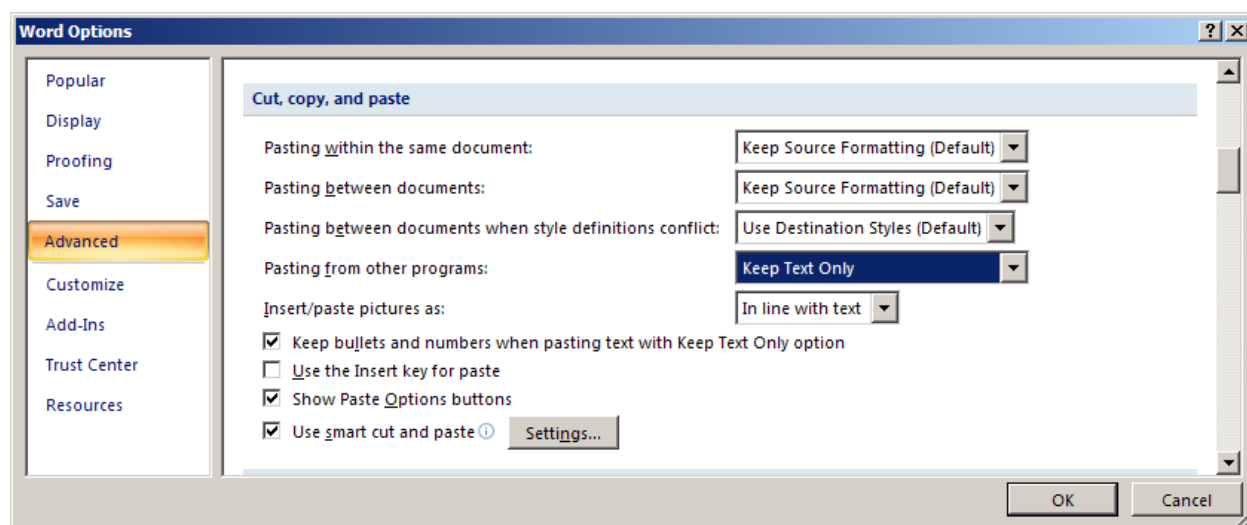 Word Options
Popular
Display
Proofing
Save
Advanced
Customize
Add-Ins
Trust Center
Resources
Cut, copy, and paste
Pasting within the same document: Keep Source Formatting (Default)
Pasting between documents: Keep Source Formatting (Default)
Pasting between documents when style definitions conflict: Use Destination Styles (Default)
Pasting from other programs: Keep Text Only
Insert/paste pictures as: In line with text
Keep bullets and numbers when pasting text with Keep Text Only option
Use the Insert key for paste
Show Paste Options buttons
Use smart cut and paste Settings...
OK Cancel